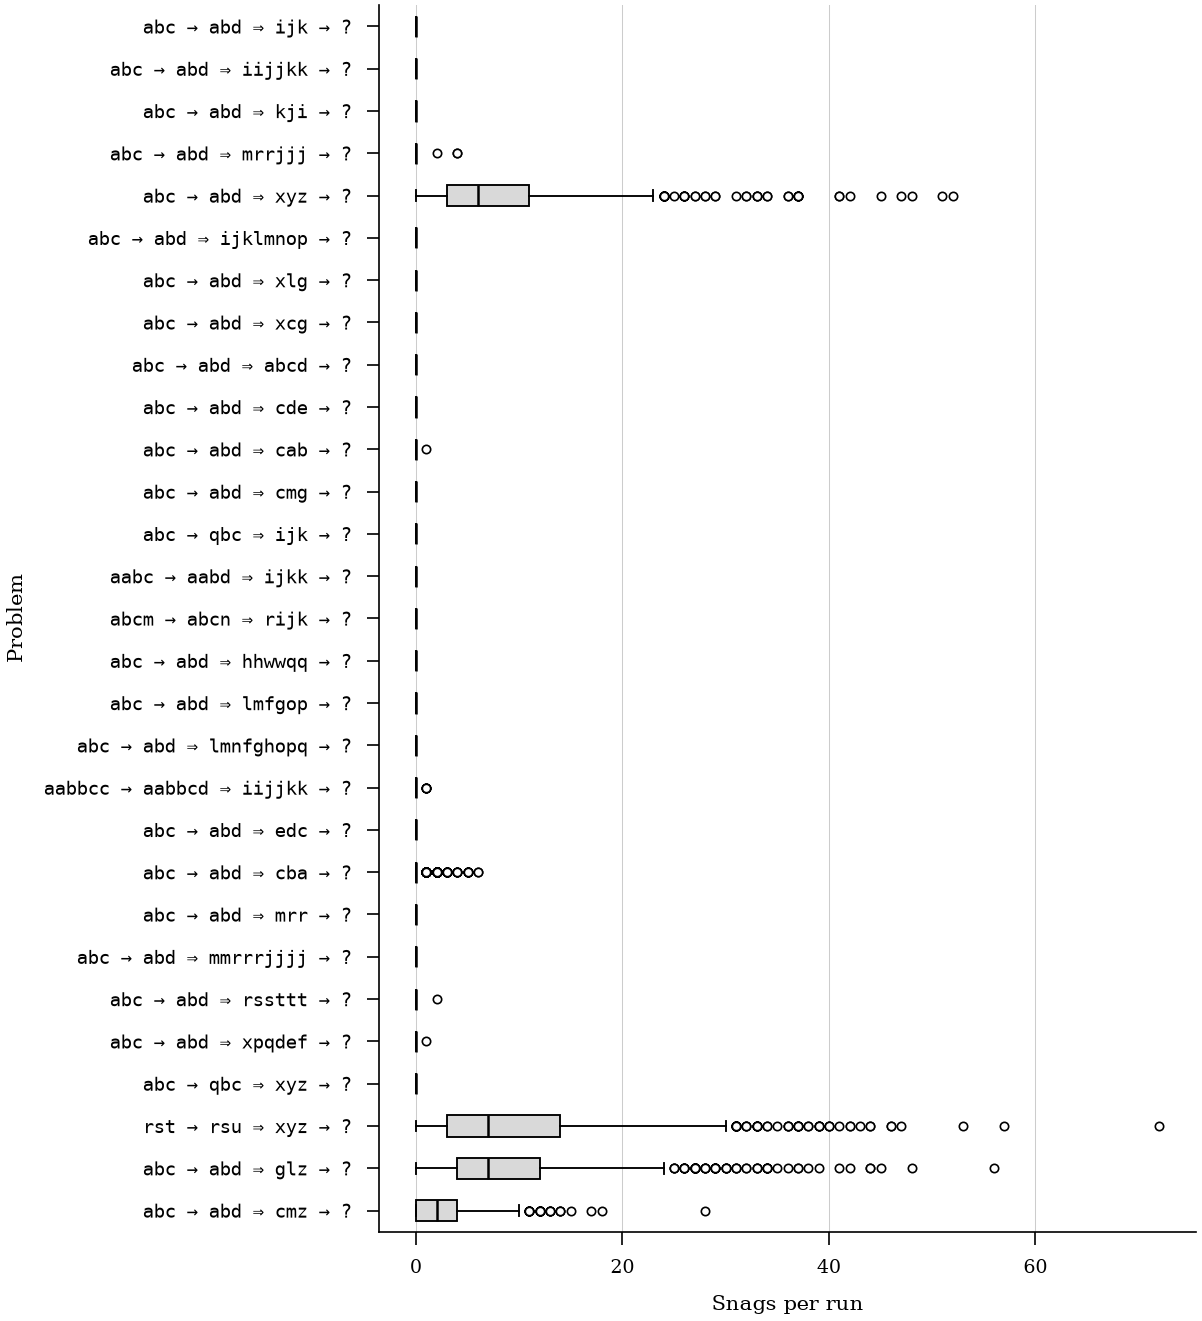 abc → abd ⇒ ijk → ?
abc → abd ⇒ iijjkk → ?
abc → abd ⇒ kji → ?
abc → abd ⇒ mrrjjj → ?
abc → abd ⇒ xyz → ?
abc → abd ⇒ ijklmnop → ?
abc → abd ⇒ xlg → ?
abc → abd ⇒ xcg → ?
abc → abd ⇒ abcd → ?
abc → abd ⇒ cde → ?
abc → abd ⇒ cab → ?
abc → abd ⇒ cmg → ?
abc → qbc ⇒ ijk → ?
aabc → aabd ⇒ ijkk → ?
abcm → abcn ⇒ rijk → ?
abc → abd ⇒ hhwwqq → ?
abc → abd ⇒ lmfgop → ?
abc → abd ⇒ lmnfghopq → ?
aabbcc → aabbcd ⇒ iijjkk → ?
abc → abd ⇒ edc → ?
abc → abd ⇒ cba → ?
abc → abd ⇒ mrr → ?
abc → abd ⇒ mmrrrjjjj → ?
abc → abd ⇒ rssttt → ?
abc → abd ⇒ xpqdef → ?
abc → qbc ⇒ xyz → ?
rst → rsu ⇒ xyz → ?
abc → abd ⇒ glz → ?
abc → abd ⇒ cmz → ?
Problem
0 20 40 60
Snags per run